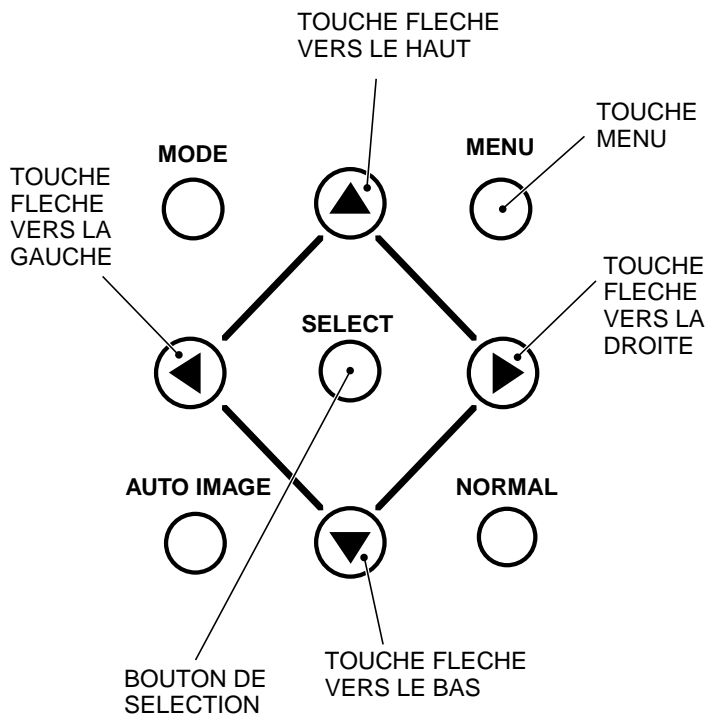 TOUCHE FLECHE
VERS LE HAUT
TOUCHE
MENU
MODE
MENU
TOUCHE
FLECHE
VERS LA
GAUCHE
TOUCHE
FLECHE
VERS LA
DROITE
SELECT
AUTO IMAGE
NORMAL
BOUTON DE
SELECTION
TOUCHE FLECHE
VERS LE BAS